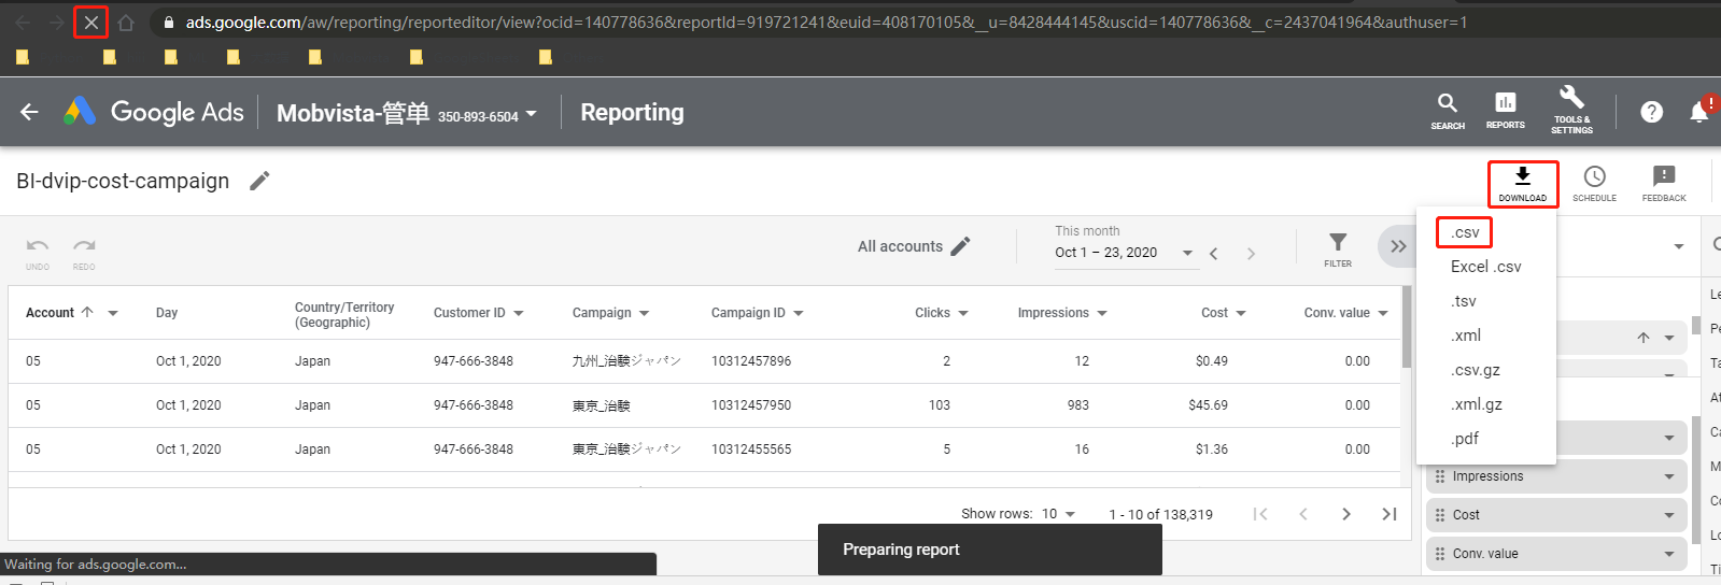 ads.google.com/aw/reporting/reporteditor/view?ocid=140778636&reportId=919721241&euid=408170105&__u=8428444145&uscid=140778636&__c=2437041964&authuser=1
Google Ads
Mobvista-管单 350-893-6504
Reporting
SEARCH
REPORTS
TOOLS & SETTINGS
BI-dvip-cost-campaign
DOWNLOAD
SCHEDULE
FEEDBACK
UNDO
REDO
All accounts
This month
Oct 1 – 23, 2020
FILTER
.csv
Excel .csv
.tsv
.xml
.csv.gz
.xml.gz
.pdf
Account Day Country/Territory (Geographic) Customer ID Campaign Campaign ID Clicks Impressions Cost Conv. value
05 Oct 1, 2020 Japan 947-666-3848 九州_治験ジャパン 10312457896 2 12 $0.49 0.00
05 Oct 1, 2020 Japan 947-666-3848 東京_治験 10312457950 103 983 $45.69 0.00
05 Oct 1, 2020 Japan 947-666-3848 東京_治験ジャパン 10312455565 5 16 $1.36 0.00
Impressions
Cost
Conv. value
Show rows: 10 1 - 10 of 138,319
Preparing report
Waiting for ads.google.com...